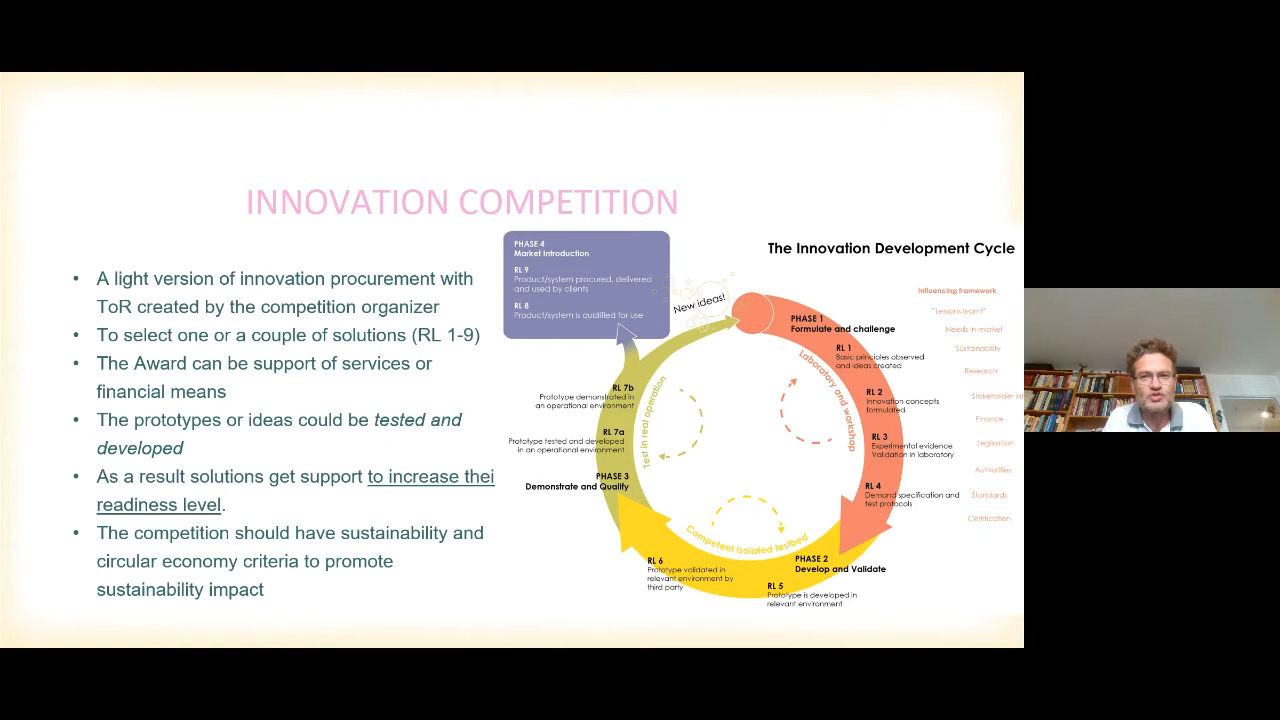 INNOVATION COMPETITION
• A light version of innovation procurement with
ToR created by the competition organizer
• To select one or a couple of solutions (RL 1-9)
• The Award can be support of services or
financial means
• The prototypes or ideas could be tested and
developed
• As a result solutions get support to increase thei
readiness level.
• The competition should have sustainability and
circular economy criteria to promote
sustainability impact
The Innovation Development Cycle
PHASE 4
Market Introduction
RL 9
Product/system procured, delivered
and used by clients
RL 8
Product/system is qualified for use
New ideas!
PHASE 1
Formulate and challenge
RL 1
Basic principles observed
and ideas created
RL 2
Innovation concepts
formulated
RL 3
Experimental evidence
Validation in laboratory
RL 4
Demand specification and
test protocols
Laboratory and workshop
PHASE 2
Develop and Validate
RL 5
Prototype is developed in
relevant environment
RL 6
Prototype validated in
relevant environment by
third party
Competent isolated testbed
PHASE 3
Demonstrate and Qualify
RL 7a
Prototype tested and developed
in an operational environment
RL 7b
Prototype demonstrated in
an operational environment
Test in real operation
Influencing framework
"Lessons learnt"
Needs in market
Sustainability
Research
Stakeholder int
Finance
Legislation
Authorities
Standards
Certification